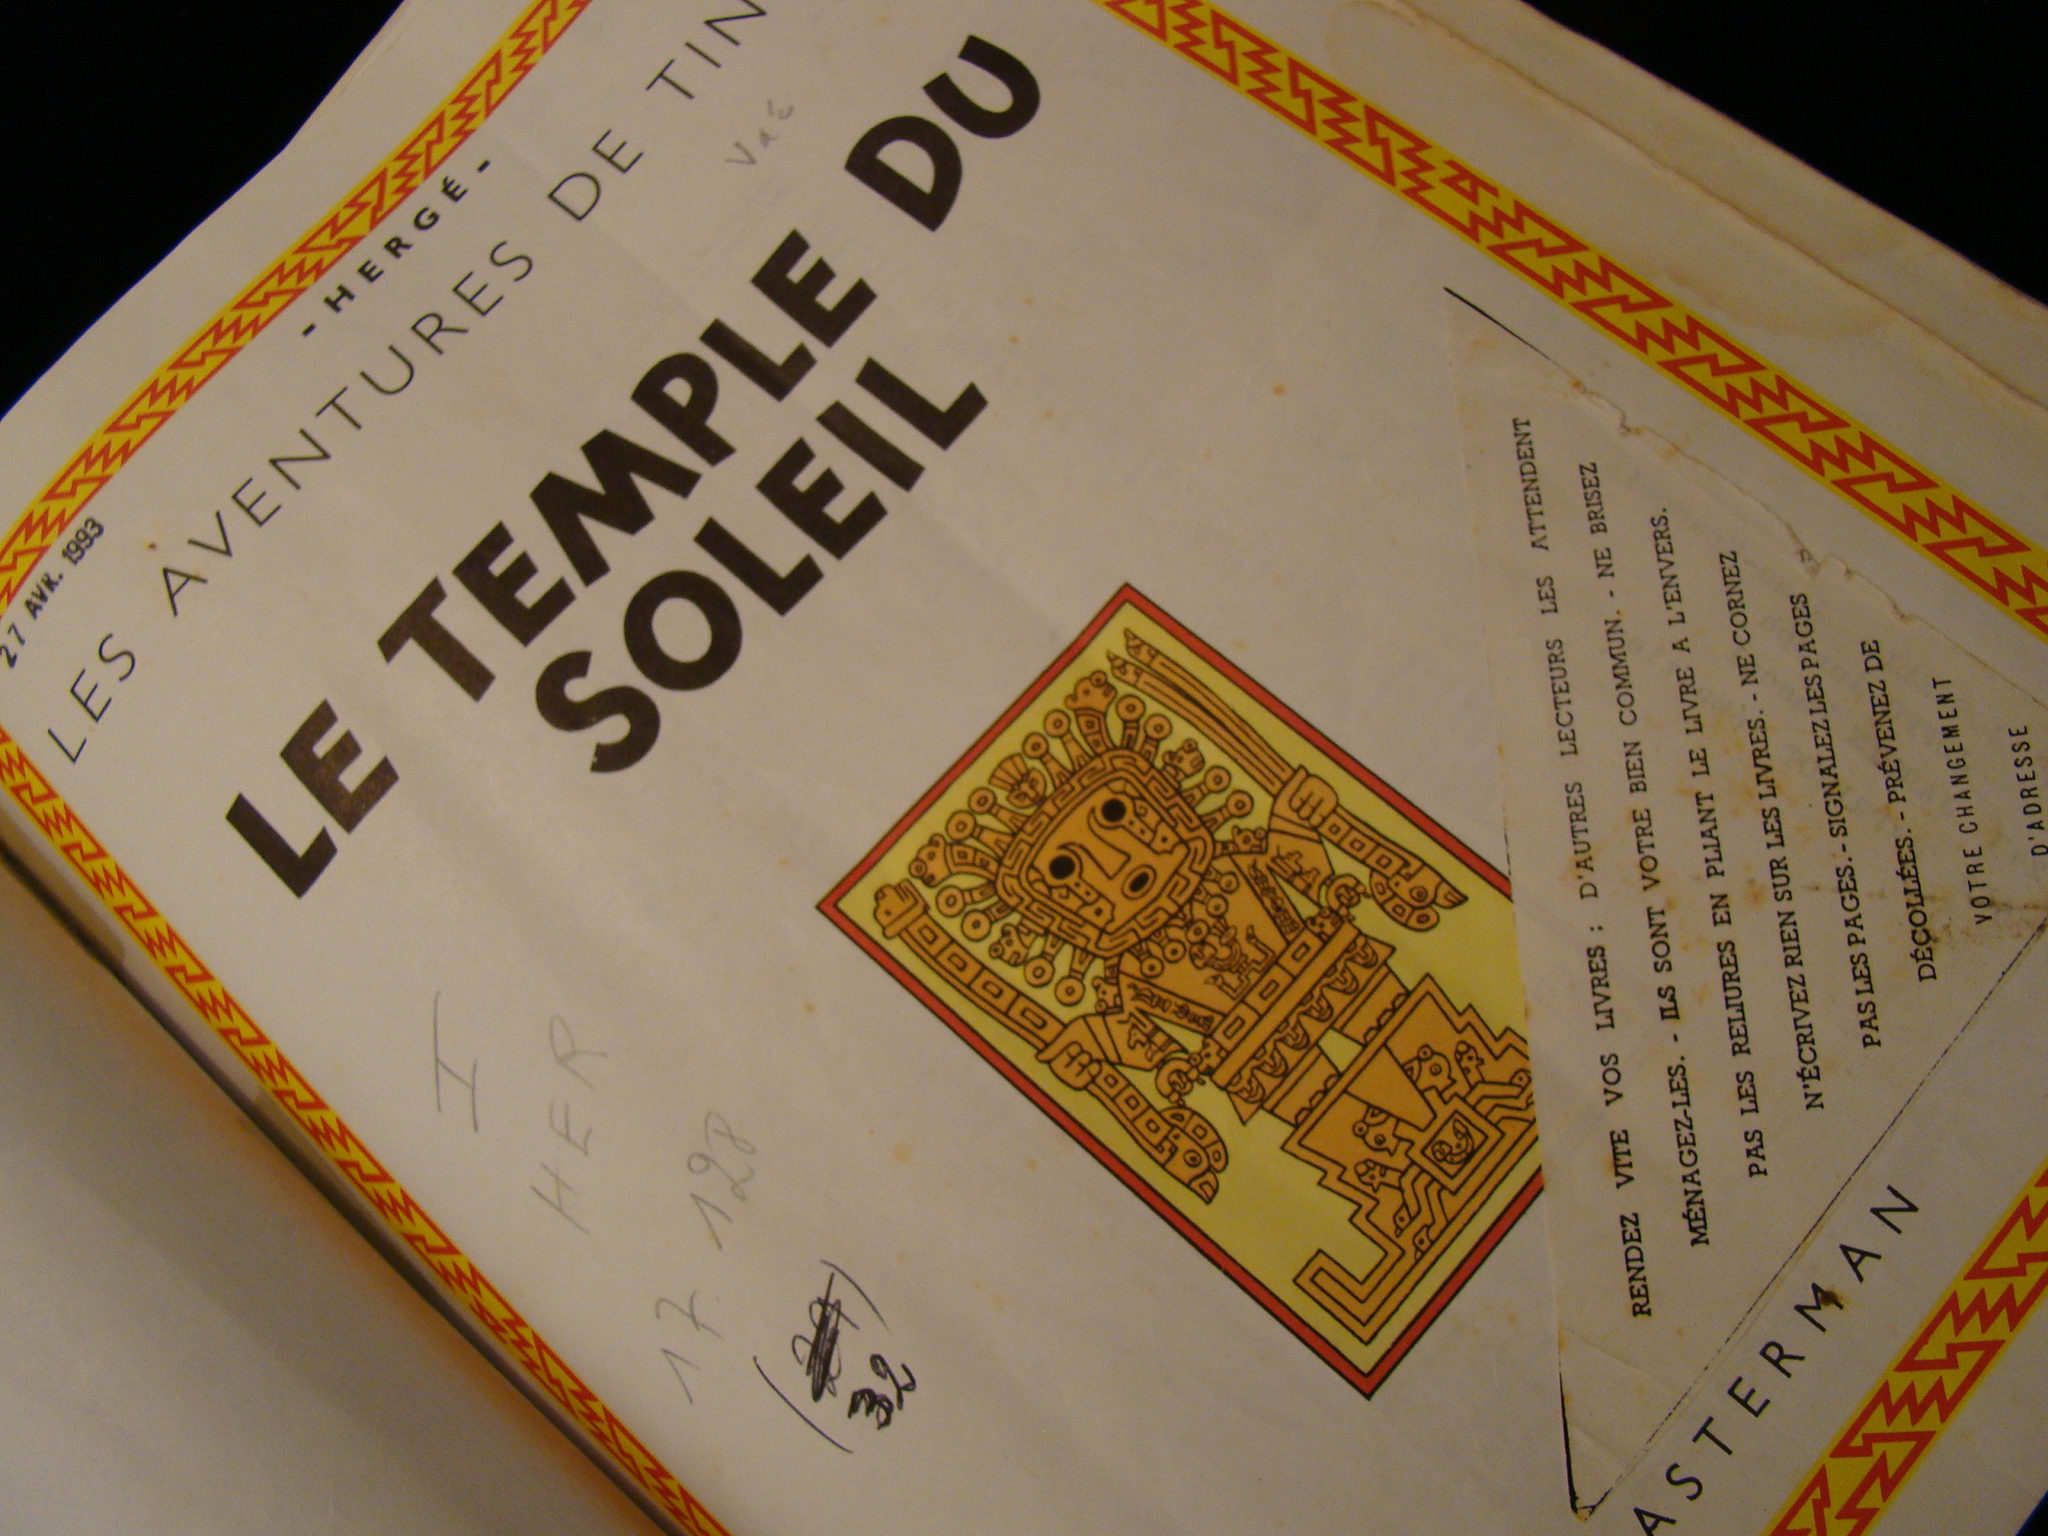 27 AVR. 1993
- HERGÉ -
LES AVENTURES DE TIN
LE TEMPLE DU
SOLEIL
I
HER
17.128
32
RENDEZ VITE VOS LIVRES : D'AUTRES LECTEURS LES ATTENDENT
MÉNAGEZ-LES. - ILS SONT VOTRE BIEN COMMUN. - NE BRISEZ
PAS LES RELIURES EN PLIANT LE LIVRE A L'ENVERS.
N'ÉCRIVEZ RIEN SUR LES LIVRES. - NE CORNEZ
PAS LES PAGES. - SIGNALEZ LES PAGES
DÉCOLLÉES. - PRÉVENEZ DE
VOTRE CHANGEMENT
D'ADRESSE
ASTERMAN